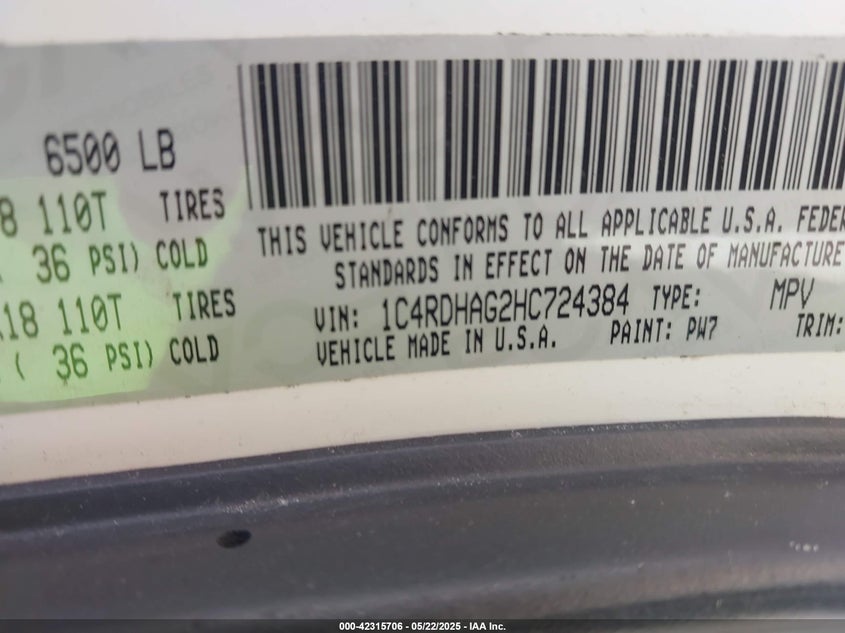 6500 LB
8 110T TIRES
36 PSI) COLD
18 110T TIRES
( 36 PSI) COLD
THIS VEHICLE CONFORMS TO ALL APPLICABLE U.S.A. FEDER
STANDARDS IN EFFECT ON THE DATE OF MANUFACTURE
VIN: 1C4RDHAG2HC724384 TYPE: MPV
VEHICLE MADE IN U.S.A. PAINT: PW7 TRIM:
000-42315706 - 05/22/2025 - IAA Inc.